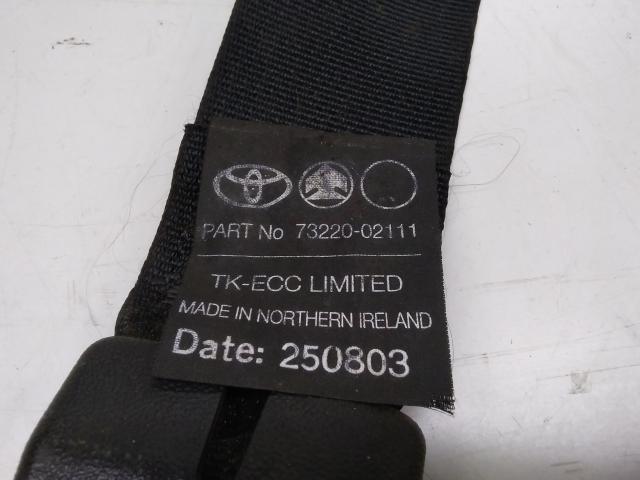 PART No 73220-02111
TK-ECC LIMITED
MADE IN NORTHERN IRELAND
Date: 250803